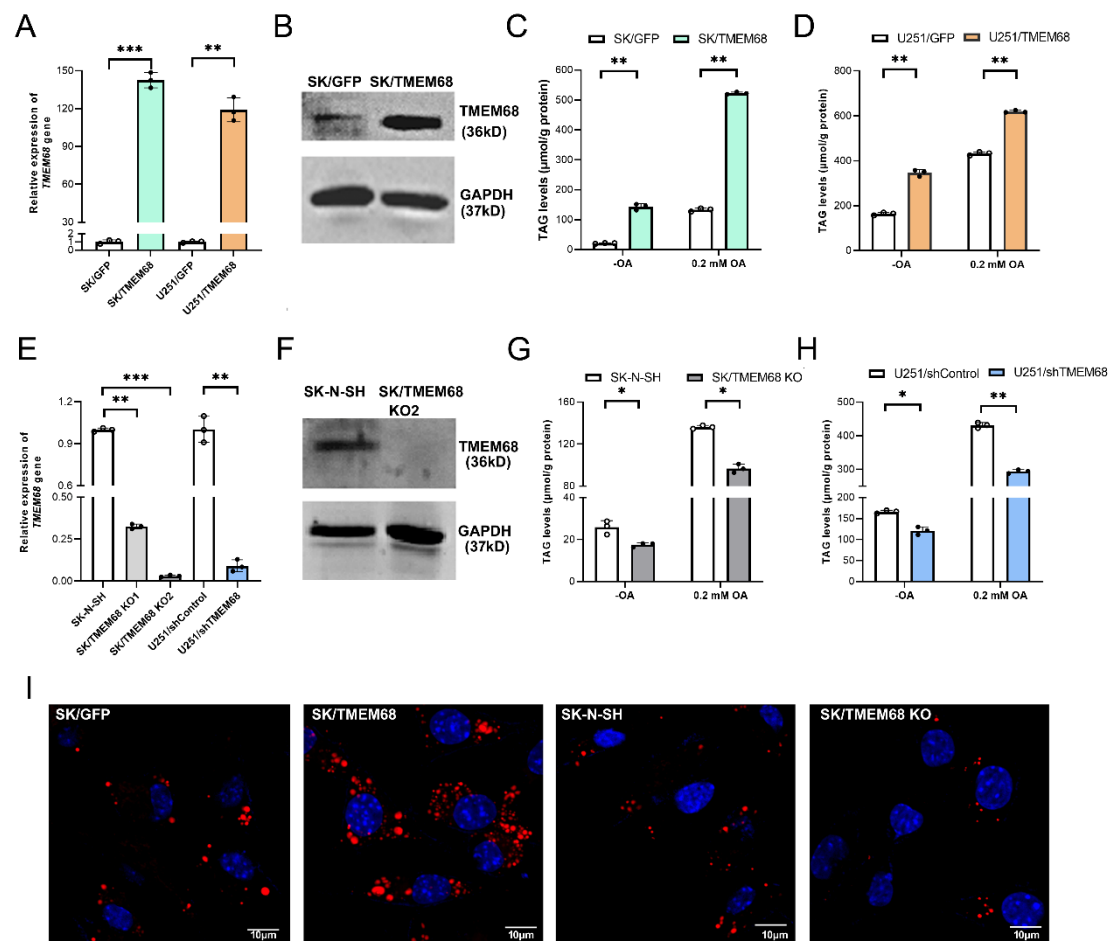 A
Relative expression of
TMEM68 gene
150
120
90
60
30
2
1
0
***
**
SK/GFP
SK/TMEM68
U251/GFP
U251/TMEM68
B
SK/GFP SK/TMEM68
TMEM68
(36kD)
GAPDH
(37kD)
C
SK/GFP SK/TMEM68
TAG levels (μmol/g protein)
600
500
400
300
200
100
0
**
**
-OA
0.2 mM OA
D
U251/GFP U251/TMEM68
TAG levels (μmol/g protein)
800
600
400
200
0
**
**
-OA
0.2 mM OA
E
Relative expression of
TMEM68 gene
1.2
0.9
0.6
0.50
0.25
0.00
***
**
**
SK-N-SH
SK/TMEM68 KO1
SK/TMEM68 KO2
U251/shControl
U251/shTMEM68
F
SK-N-SH SK/TMEM68
KO2
TMEM68
(36kD)
GAPDH
(37kD)
G
SK-N-SH SK/TMEM68 KO
TAG levels (μmol/g protein)
160
130
100
70
40
20
0
*
*
-OA
0.2 mM OA
H
U251/shControl U251/shTMEM68
TAG levels (μmol/g protein)
500
400
300
200
150
100
50
0
*
**
-OA
0.2 mM OA
I
SK/GFP
10μm
SK/TMEM68
10μm
SK-N-SH
10μm
SK/TMEM68 KO
10μm